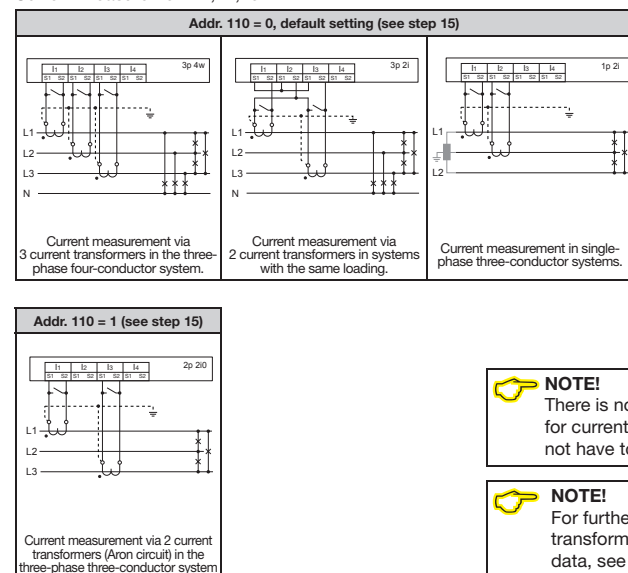 Addr. 110 = 0, default setting (see step 15)
3p 4w
I1 I2 I3 I4
S1 S2 S1 S2 S1 S2 S1 S2
L1
L2
L3
N
Current measurement via
3 current transformers in the three-
phase four-conductor system.
3p 2i
I1 I2 I3 I4
S1 S2 S1 S2 S1 S2 S1 S2
L1
L2
L3
N
Current measurement via
2 current transformers in systems
with the same loading.
1p 2i
I1 I2 I3 I4
S1 S2 S1 S2 S1 S2 S1 S2
L1
L2
Current measurement in single-
phase three-conductor systems.
Addr. 110 = 1 (see step 15)
2p 2i0
I1 I2 I3 I4
S1 S2 S1 S2 S1 S2 S1 S2
L1
L2
L3
Current measurement via 2 current
transformers (Aron circuit) in the
three-phase three-conductor system
NOTE!
There is
for current
not have
NOTE!
For
data, see